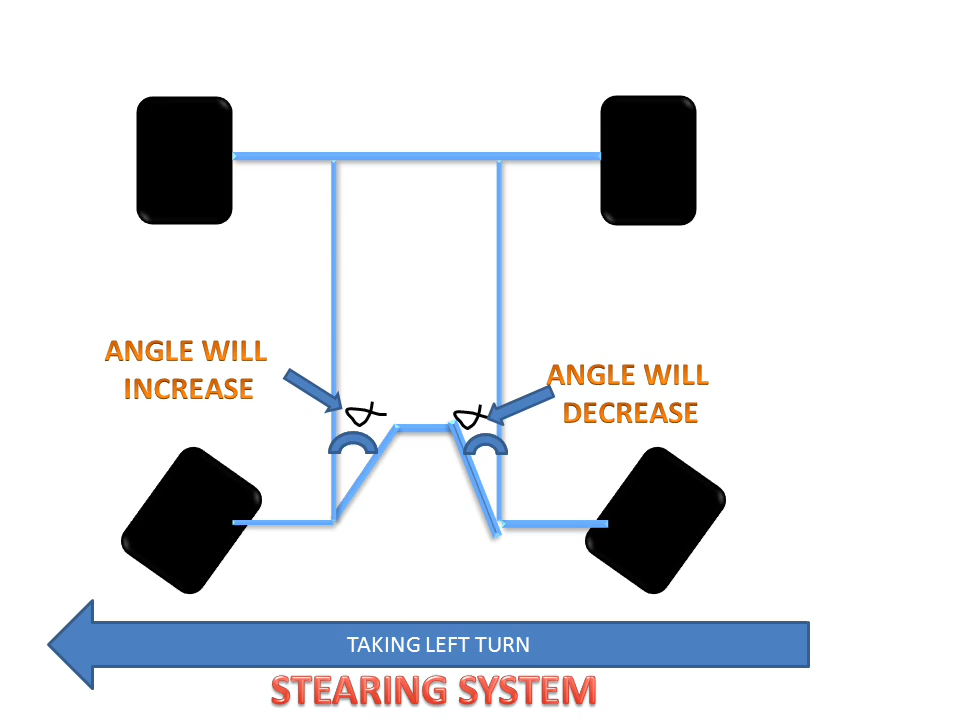 ANGLE WILL
INCREASE
ANGLE WILL
DECREASE
TAKING LEFT TURN
STEARING SYSTEM